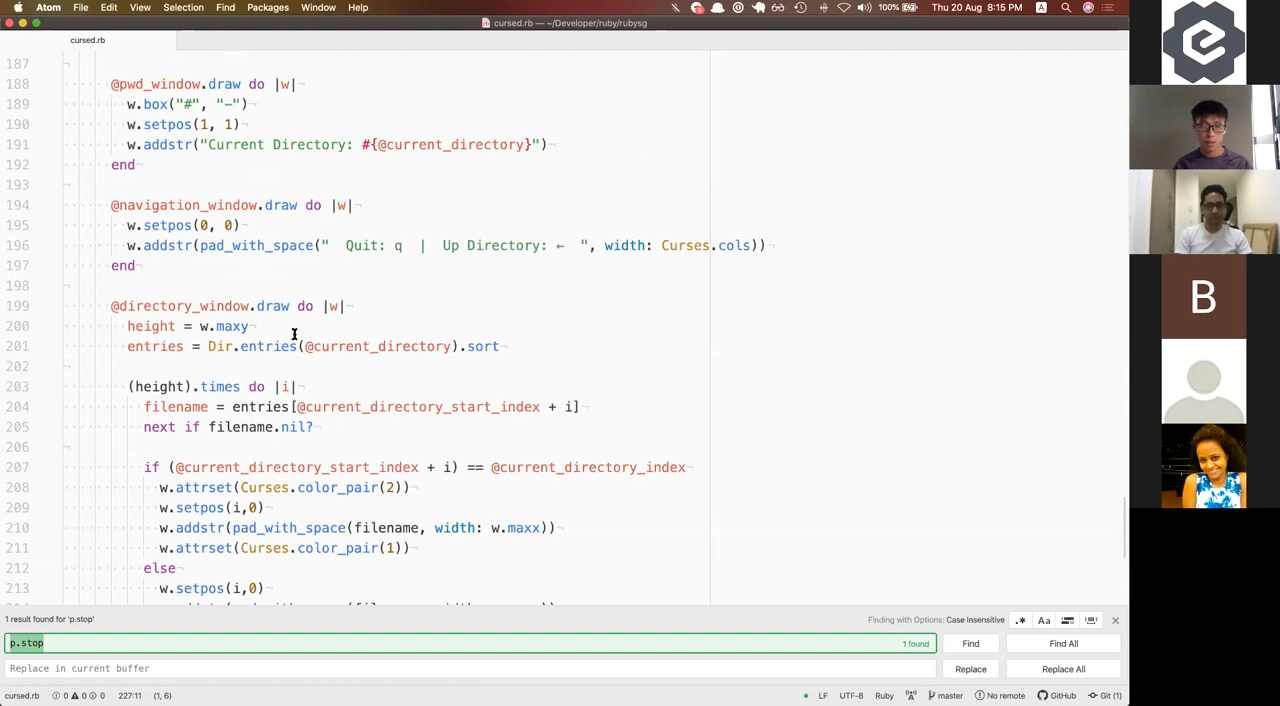 Atom File Edit View Selection Find Packages Window Help 100% Thu 20 Aug 8:15 PM A
cursed.rb — ~/Developer/ruby/rubysg
cursed.rb
187
188 @pwd_window.draw do |w|
189 w.box("#", "-")
190 w.setpos(1, 1)
191 w.addstr("Current Directory: #{@current_directory}")
192 end
193
194 @navigation_window.draw do |w|
195 w.setpos(0, 0)
196 w.addstr(pad_with_space("  Quit: q  |  Up Directory: ←  ", width: Curses.cols))
197 end
198
199 @directory_window.draw do |w|
200 height = w.maxy
201 entries = Dir.entries(@current_directory).sort
202
203 (height).times do |i|
204 filename = entries[@current_directory_start_index + i]
205 next if filename.nil?
206
207 if (@current_directory_start_index + i) == @current_directory_index
208 w.attrset(Curses.color_pair(2))
209 w.setpos(i,0)
210 w.addstr(pad_with_space(filename, width: w.maxx))
211 w.attrset(Curses.color_pair(1))
212 else
213 w.setpos(i,0)
1 result found for 'p.stop' Finding with Options: Case Insensitive .* Aa
p.stop 1 found Find Find All
Replace in current buffer Replace Replace All
cursed.rb 0 0 0 227:11 (1, 6) LF UTF-8 Ruby master No remote GitHub Git (1)
e
B